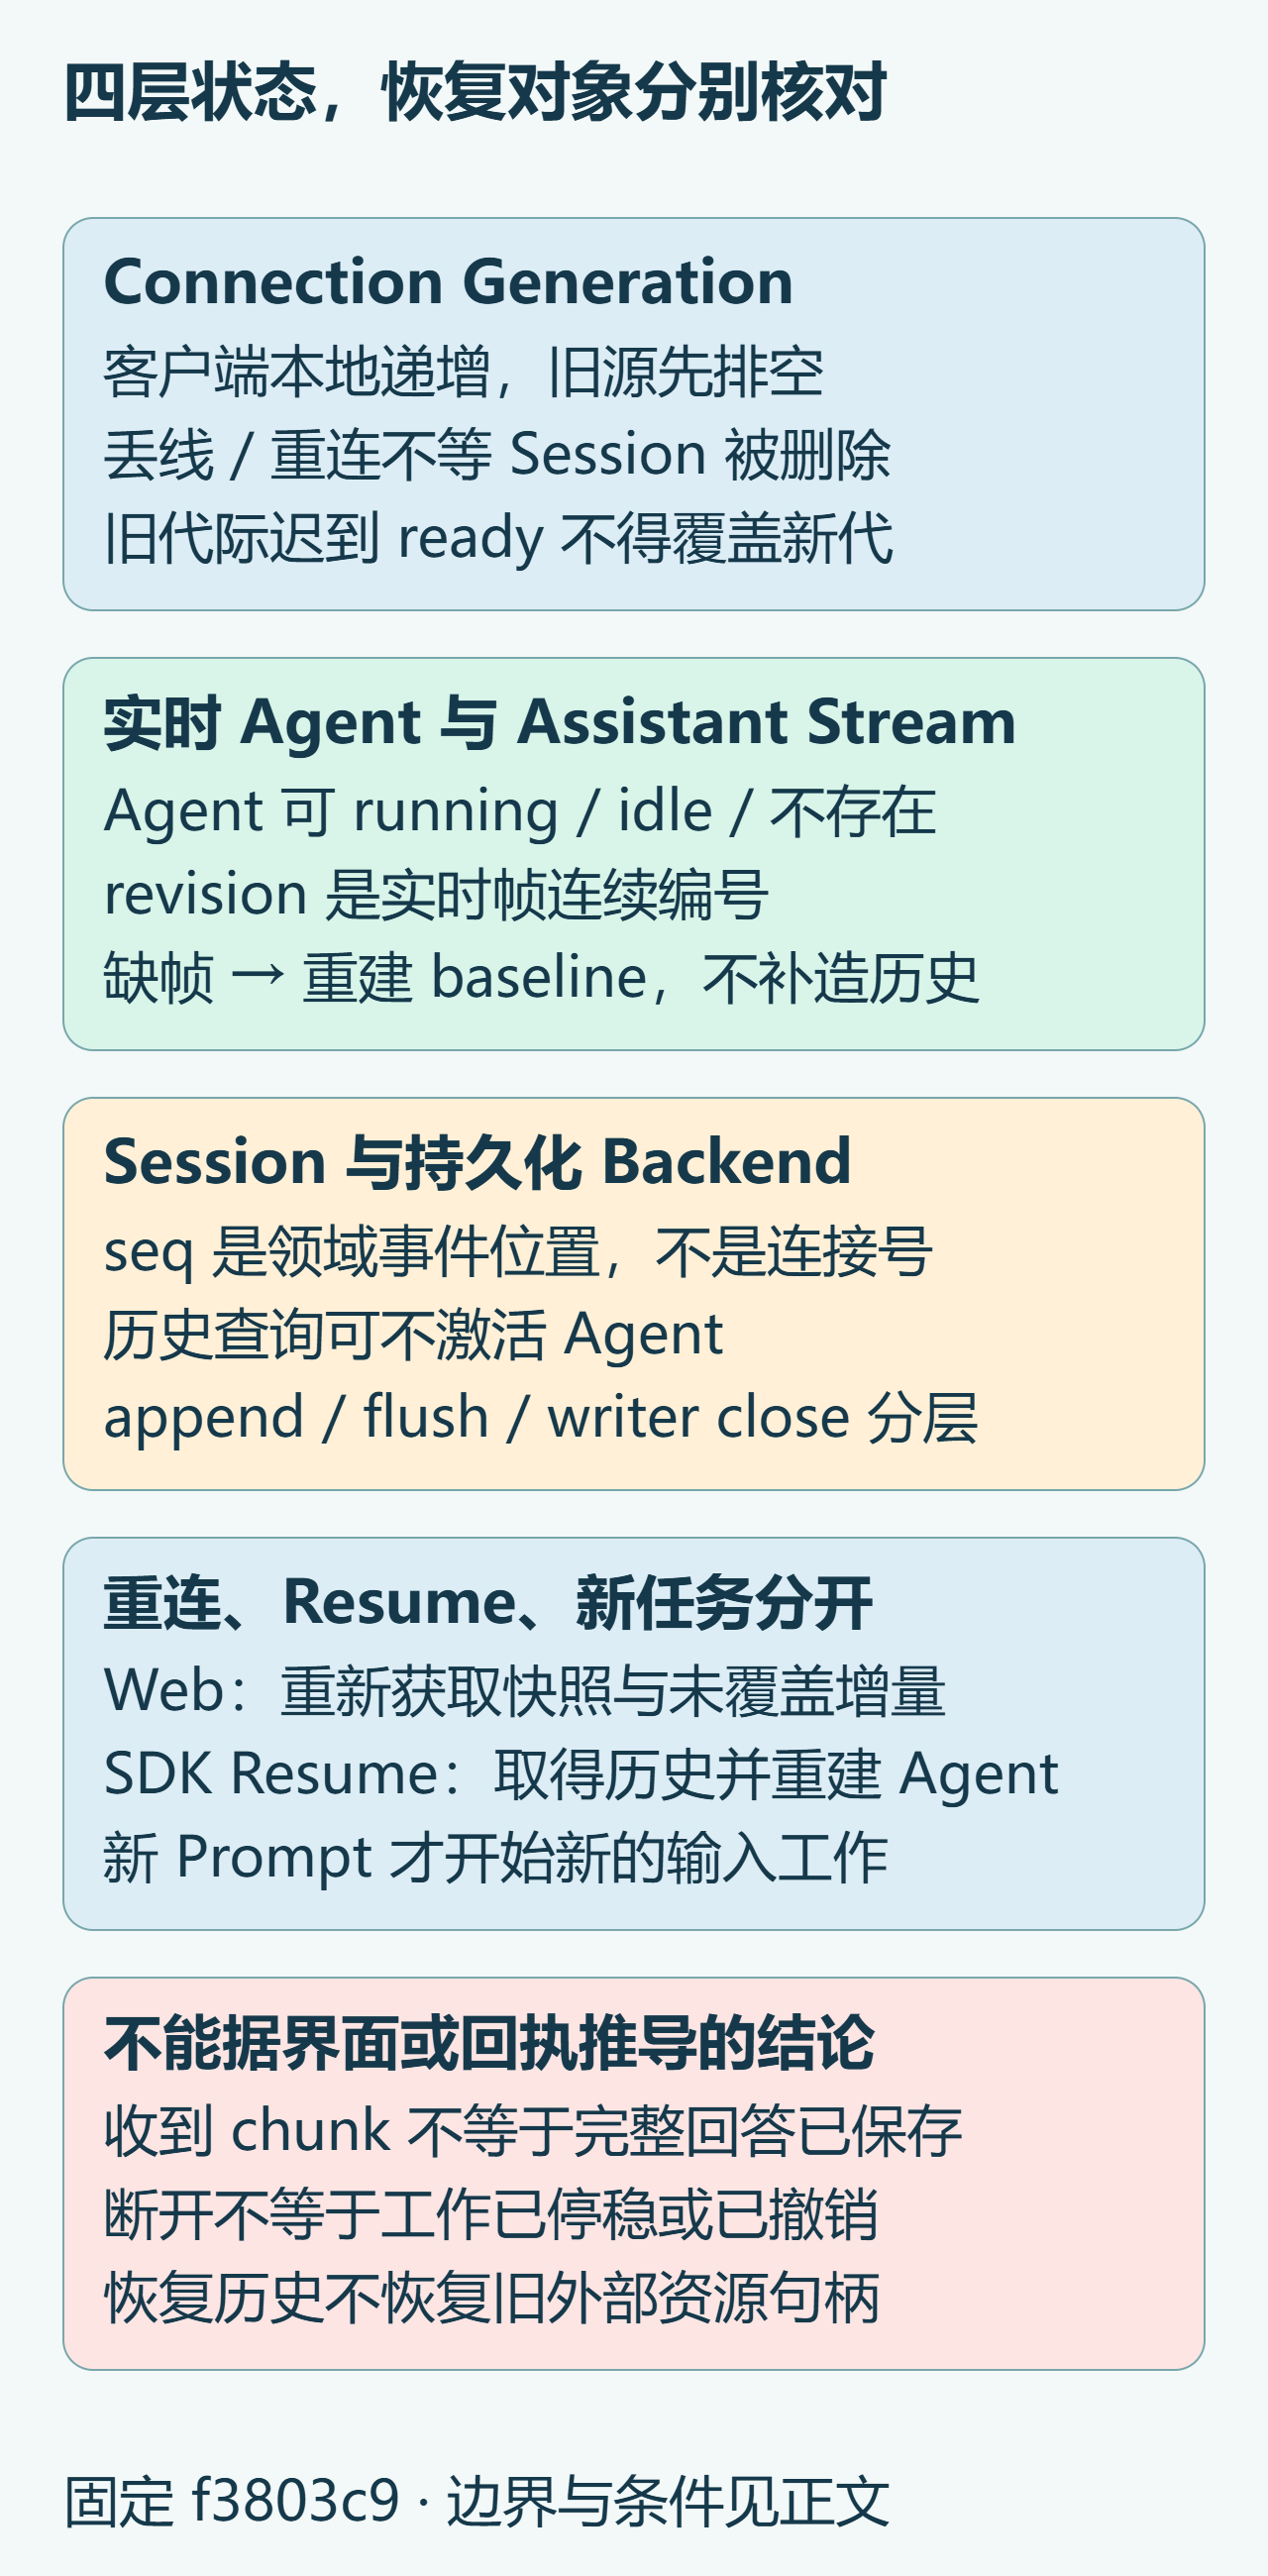 四层状态，恢复对象分别核对
Connection Generation
客户端本地递增，旧源先排空
丢线 / 重连不等 Session 被删除
旧代际迟到 ready 不得覆盖新代
实时 Agent 与 Assistant Stream
Agent 可 running / idle / 不存在
revision 是实时帧连续编号
缺帧 → 重建 baseline，不补造历史
Session 与持久化 Backend
seq 是领域事件位置，不是连接号
历史查询可不激活 Agent
append / flush / writer close 分层
重连、Resume、新任务分开
Web：重新获取快照与未覆盖增量
SDK Resume：取得历史并重建 Agent
新 Prompt 才开始新的输入工作
不能据界面或回执推导的结论
收到 chunk 不等于完整回答已保存
断开不等于工作已停稳或已撤销
恢复历史不恢复旧外部资源句柄
固定 f3803c9 · 边界与条件见正文